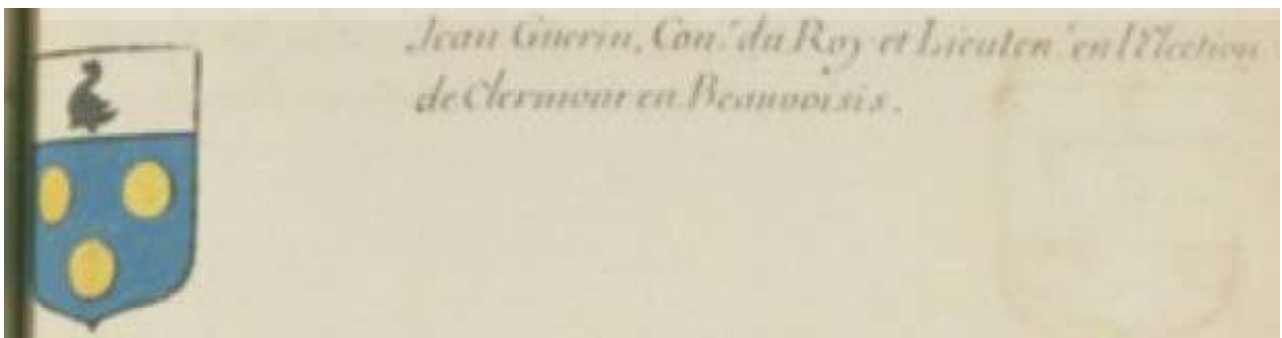 Jean Guerin, Con.r du Roy et Lieuten.t en l'Election
de Clermont en Beauvoisis.